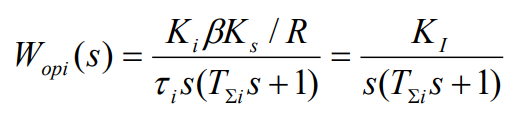 W_{opi}(s) = \frac{K_i \beta K_s / R}{\tau_i s(T_{\Sigma i} s + 1)} = \frac{K_I}{s(T_{\Sigma i} s + 1)}